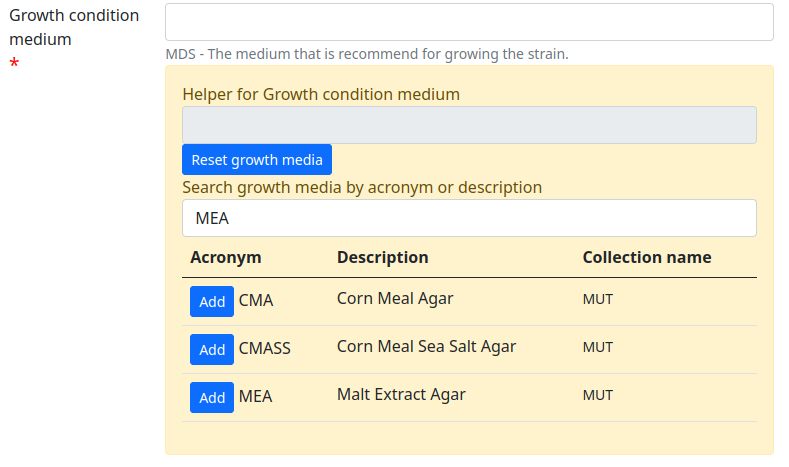 Growth condition
medium
*
MDS - The medium that is recommend for growing the strain.
Helper for Growth condition medium
Reset growth media
Search growth media by acronym or description
MEA
Acronym Description Collection name
Add CMA Corn Meal Agar MUT
Add CMASS Corn Meal Sea Salt Agar MUT
Add MEA Malt Extract Agar MUT